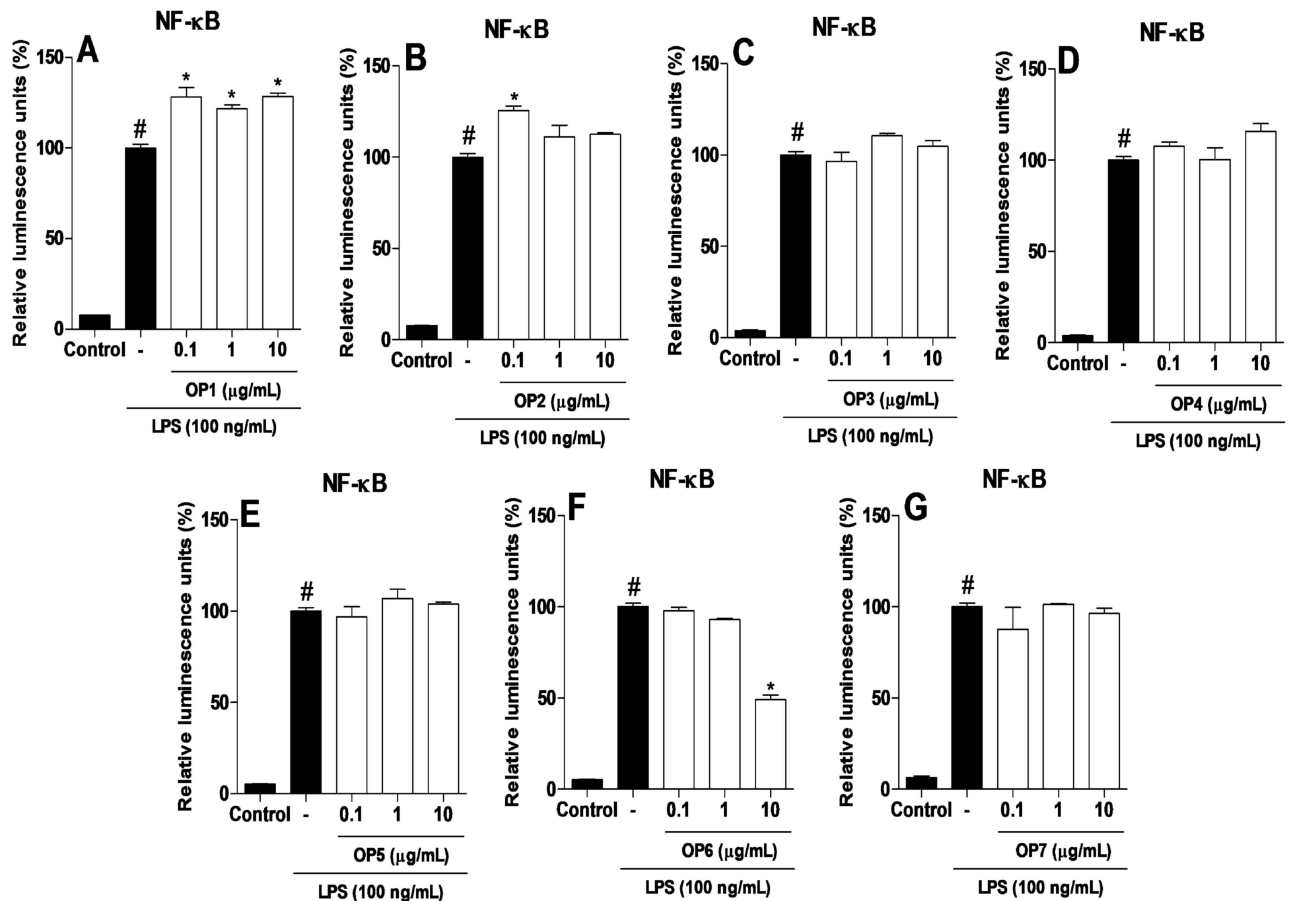 NF-κB
A
Relative luminescence units (%)
150
100
50
0
#
*
*
*
Control - 0.1 1 10
OP1 (μg/mL)
LPS (100 ng/mL)
NF-κB
B
Relative luminescence units (%)
150
100
50
0
#
*
Control - 0.1 1 10
OP2 (μg/mL)
LPS (100 ng/mL)
NF-κB
C
Relative luminescence units (%)
150
100
50
0
#
Control - 0.1 1 10
OP3 (μg/mL)
LPS (100 ng/mL)
NF-κB
D
Relative luminescence units (%)
150
100
50
0
#
Control - 0.1 1 10
OP4 (μg/mL)
LPS (100 ng/mL)
NF-κB
E
Relative luminescence units (%)
150
100
50
0
#
Control - 0.1 1 10
OP5 (μg/mL)
LPS (100 ng/mL)
NF-κB
F
Relative luminescence units (%)
150
100
50
0
#
*
Control - 0.1 1 10
OP6 (μg/mL)
LPS (100 ng/mL)
NF-κB
G
Relative luminescence units (%)
150
100
50
0
#
Control - 0.1 1 10
OP7 (μg/mL)
LPS (100 ng/mL)